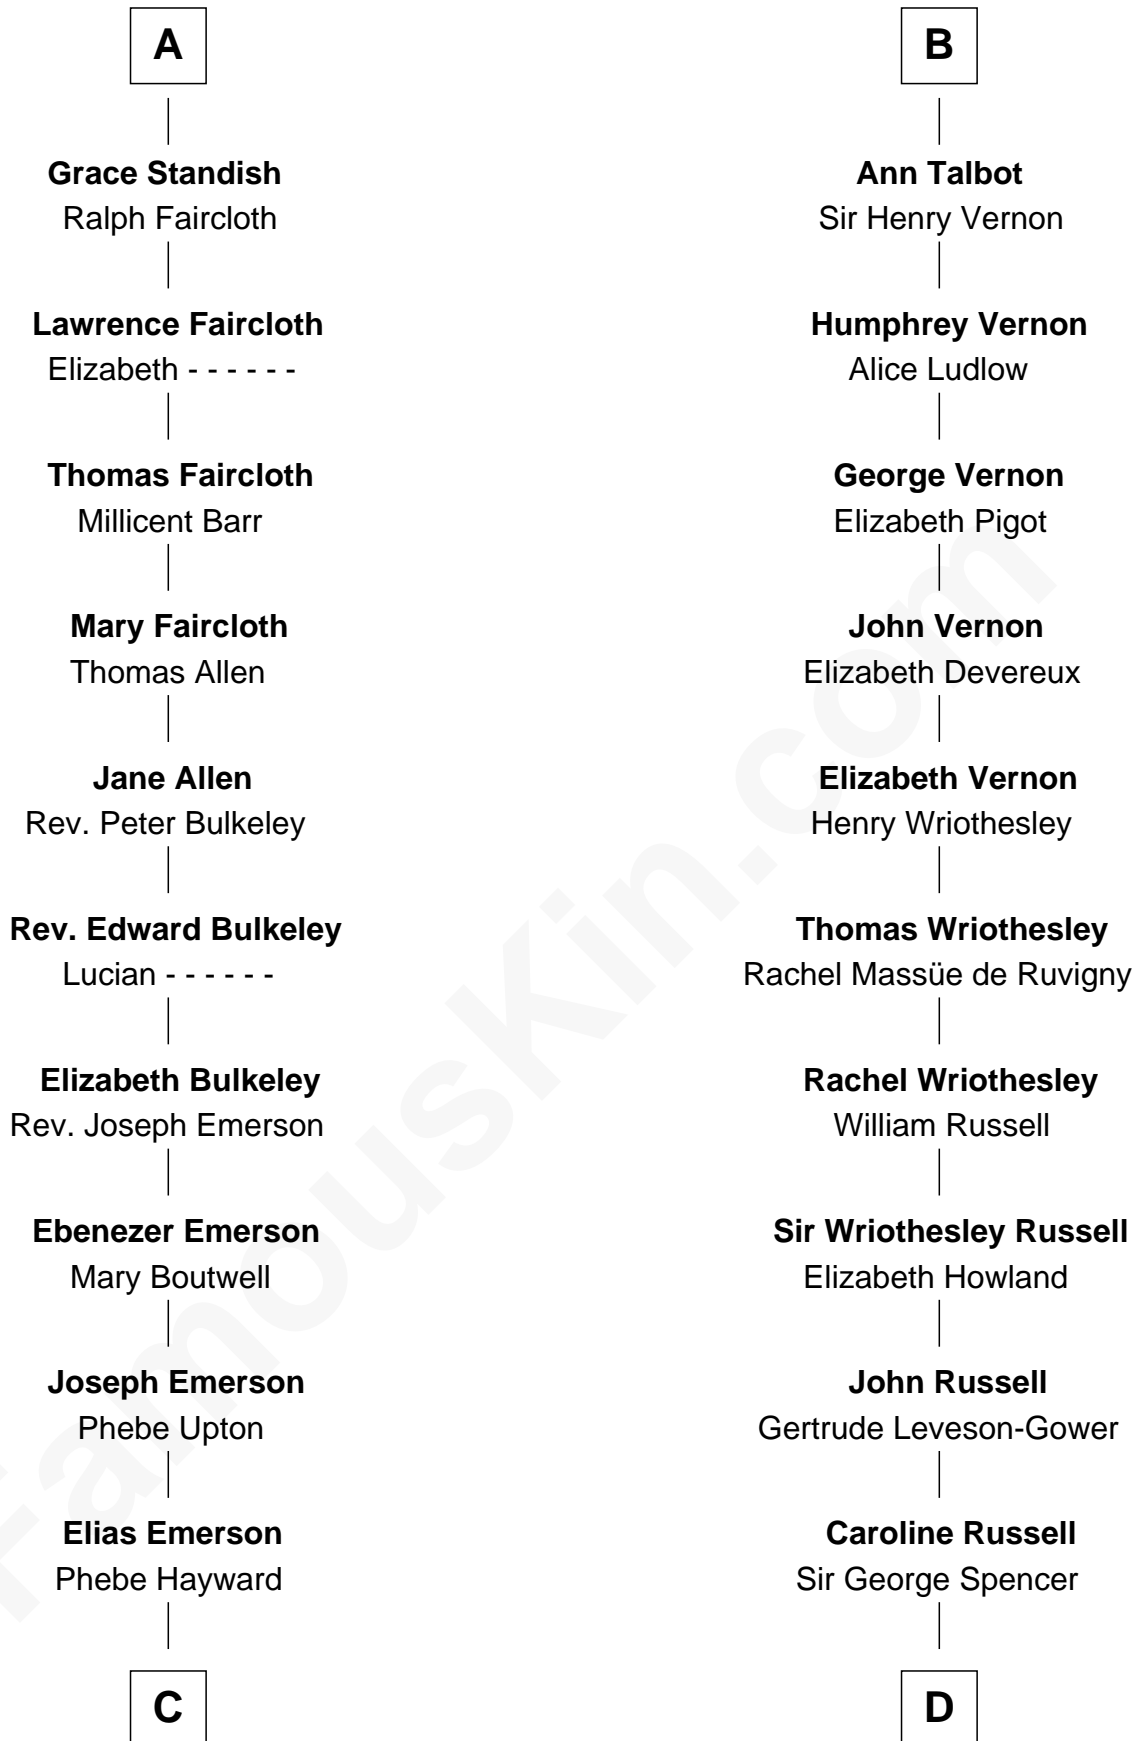 A
Grace Standish
Ralph Faircloth
Lawrence Faircloth
Elizabeth - - - - - -
Thomas Faircloth
Millicent Barr
Mary Faircloth
Thomas Allen
Jane Allen
Rev. Peter Bulkeley
Rev. Edward Bulkeley
Lucian - - - - - -
Elizabeth Bulkeley
Rev. Joseph Emerson
Ebenezer Emerson
Mary Boutwell
Joseph Emerson
Phebe Upton
Elias Emerson
Phebe Hayward
C
B
Ann Talbot
Sir Henry Vernon
Humphrey Vernon
Alice Ludlow
George Vernon
Elizabeth Pigot
John Vernon
Elizabeth Devereux
Elizabeth Vernon
Henry Wriothesley
Thomas Wriothesley
Rachel Massüe de Ruvigny
Rachel Wriothesley
William Russell
Sir Wriothesley Russell
Elizabeth Howland
John Russell
Gertrude Leveson-Gower
Caroline Russell
Sir George Spencer
D
FamousKin.com